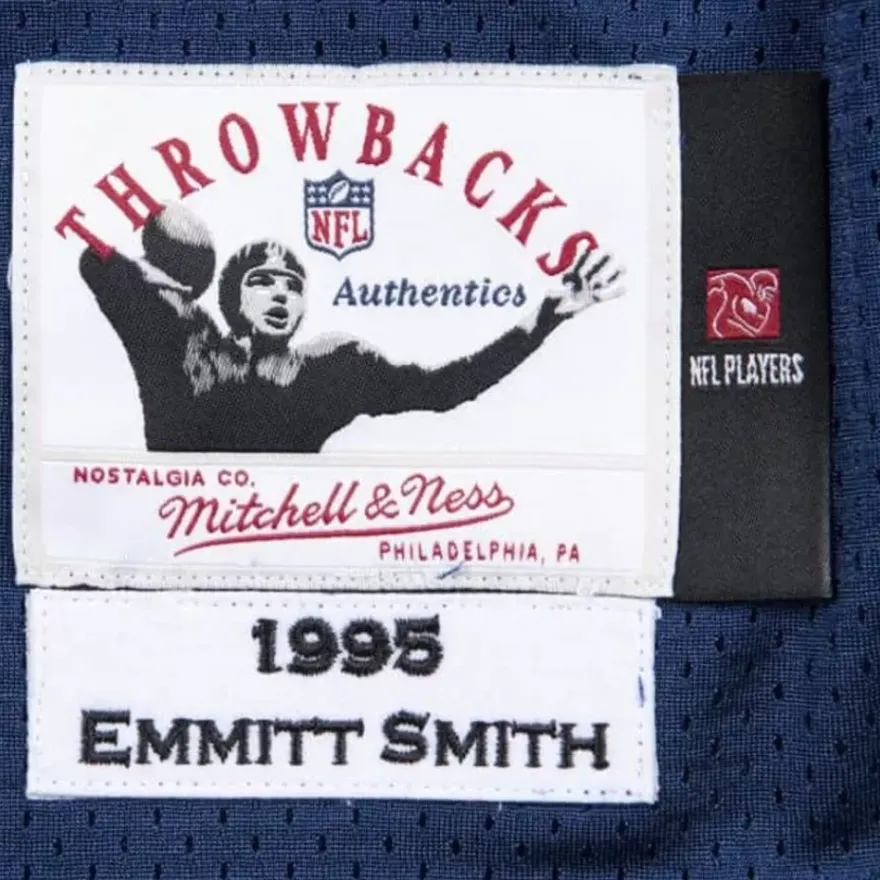 THROWBACKS
NFL
Authentics
NFL PLAYERS
NOSTALGIA CO.
Mitchell & Ness
PHILADELPHIA, PA
1995
EMMITT SMITH